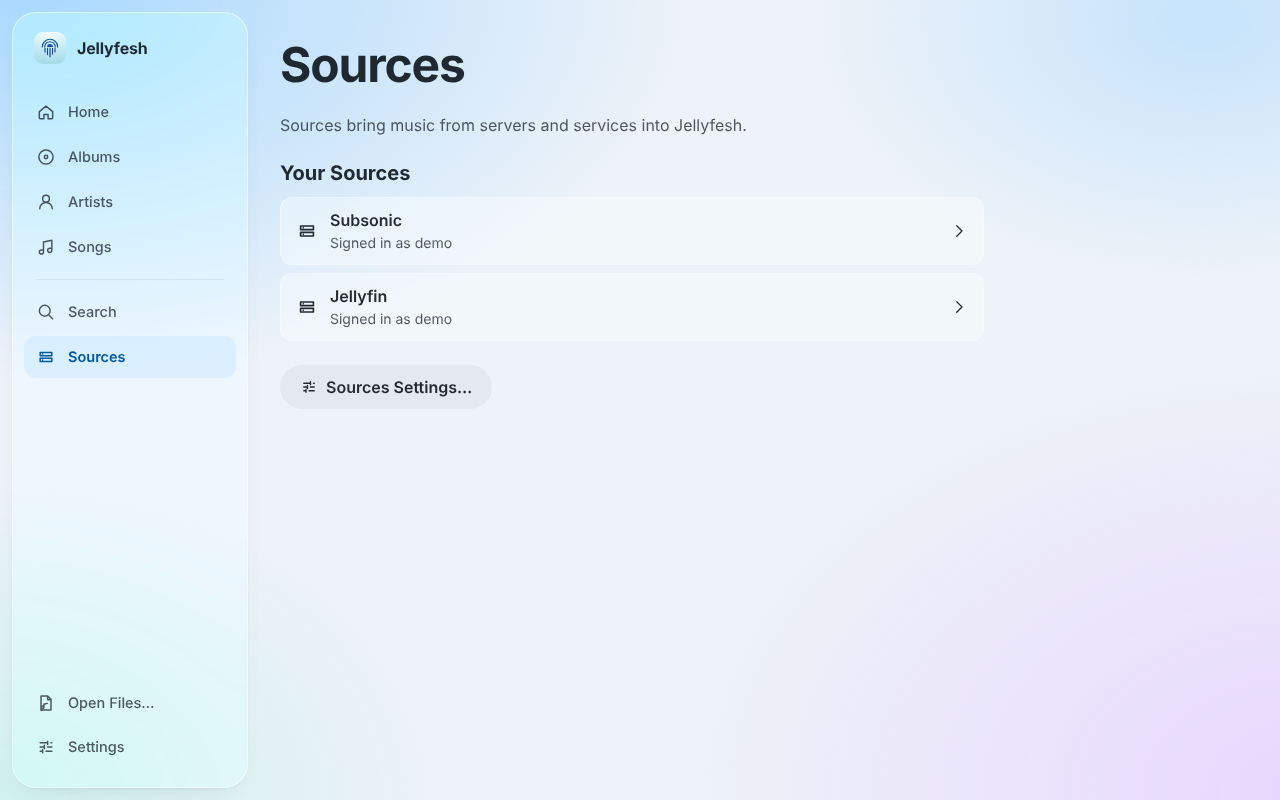 Jellyfesh
Home
Albums
Artists
Songs
Search
Sources
Open Files…
Settings
Sources
Sources bring music from servers and services into Jellyfesh.
Your Sources
Subsonic
Signed in as demo
Jellyfin
Signed in as demo
Sources Settings…